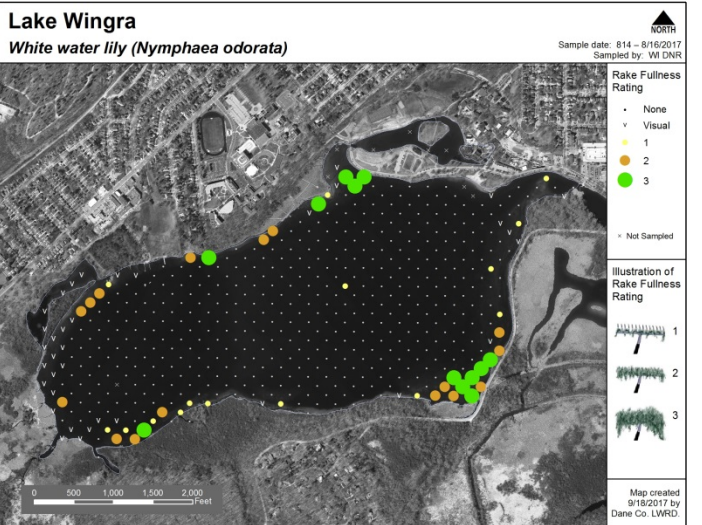 Lake Wingra
White water lily (Nymphaea odorata)
NORTH
Sample date: 814 – 8/16/2017
Sampled by: WI DNR
Rake Fullness
Rating
None
v Visual
1
2
3
× Not Sampled
Illustration of
Rake Fullness
Rating
1
2
3
0 500 1,000 1,500 2,000
Feet
Map created
9/18/2017 by
Dane Co. LWRD.